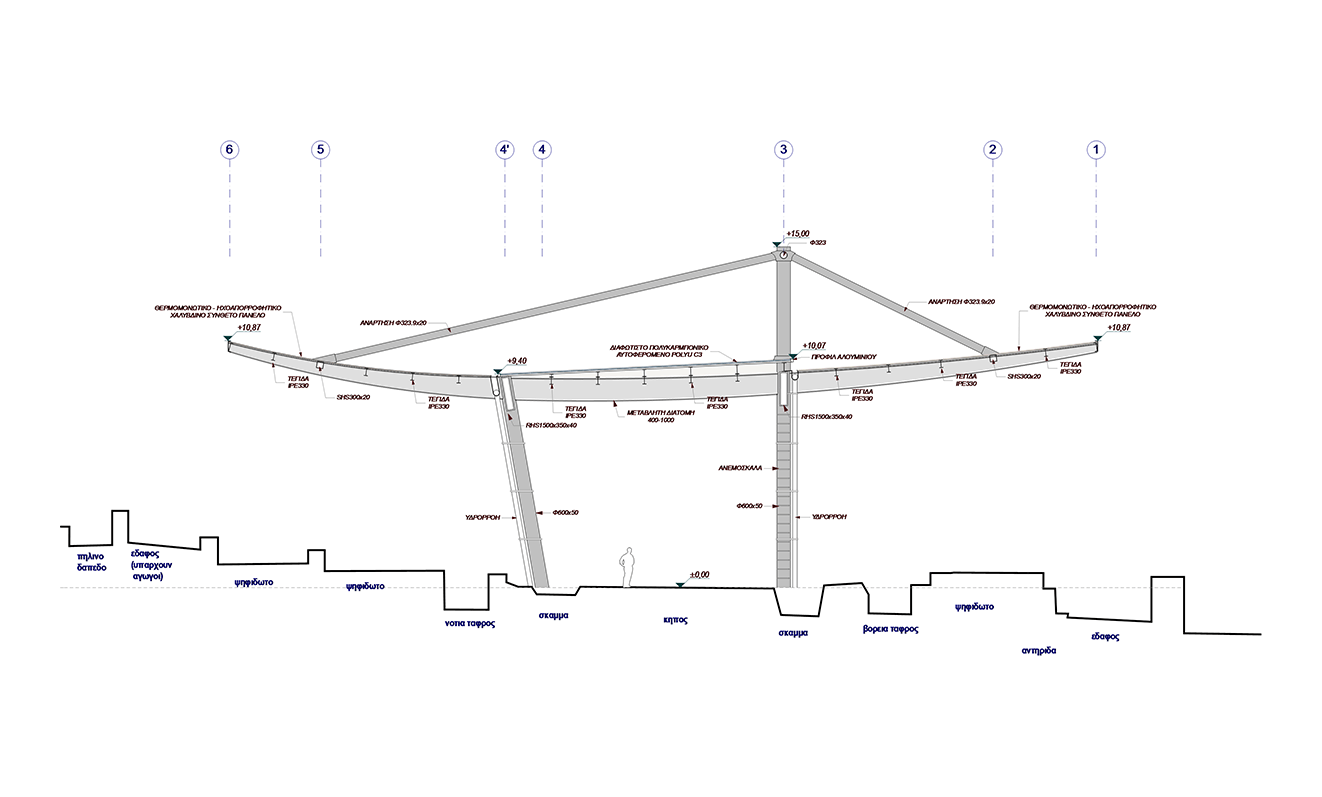 6
5
4'
4
3
2
1
+15,00
Φ323
ΘΕΡΜΟΜΟΝΩΤΙΚΟ - ΗΧΟΑΠΟΡΡΟΦΗΤΙΚΟ
ΧΑΛΥΒΔΙΝΟ ΣΥΝΘΕΤΟ ΠΑΝΕΛΟ
ΑΝΑΡΤΗΣΗ Φ323.9x20
ΑΝΑΡΤΗΣΗ Φ323.9x20
ΘΕΡΜΟΜΟΝΩΤΙΚΟ - ΗΧΟΑΠΟΡΡΟΦΗΤΙΚΟ
ΧΑΛΥΒΔΙΝΟ ΣΥΝΘΕΤΟ ΠΑΝΕΛΟ
+10,87
+9,40
ΔΙΑΦΩΤΙΣΤΟ ΠΟΛΥΚΑΡΜΠΟΝΙΚΟ
ΑΥΤΟΦΕΡΟΜΕΝΟ POLYU C3
+10,07
ΠΡΟΦΙΛ ΑΛΟΥΜΙΝΙΟΥ
+10,87
ΤΕΓΙΔΑ
IPE330
SHS300x20
ΤΕΓΙΔΑ
IPE330
ΤΕΓΙΔΑ
IPE330
ΜΕΤΑΒΛΗΤΗ ΔΙΑΤΟΜΗ
400-1000
ΤΕΓΙΔΑ
IPE330
ΤΕΓΙΔΑ
IPE330
ΤΕΓΙΔΑ
IPE330
SHS300x20
ΤΕΓΙΔΑ
IPE330
RHS1500x350x40
RHS1500x350x40
ΑΝΕΜΟΣΚΑΛΑ
ΥΔΡΟΡΡΟΗ
Φ600x50
Φ600x50
ΥΔΡΟΡΡΟΗ
±0,00
πηλινο
δαπεδο
εδαφος
(υπαρχουν
αγωγοι)
ψηφιδωτο
ψηφιδωτο
νοτια ταφρος
σκαμμα
κηπος
σκαμμα
βορεια ταφρος
ψηφιδωτο
αντηριδα
εδαφος